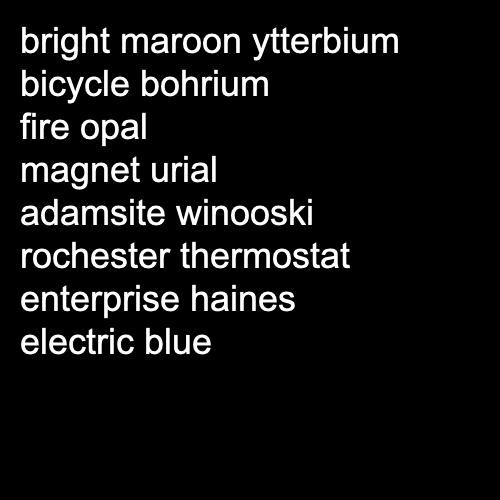 bright maroon ytterbium
bicycle bohrium
fire opal
magnet urial
adamsite winooski
rochester thermostat
enterprise haines
electric blue